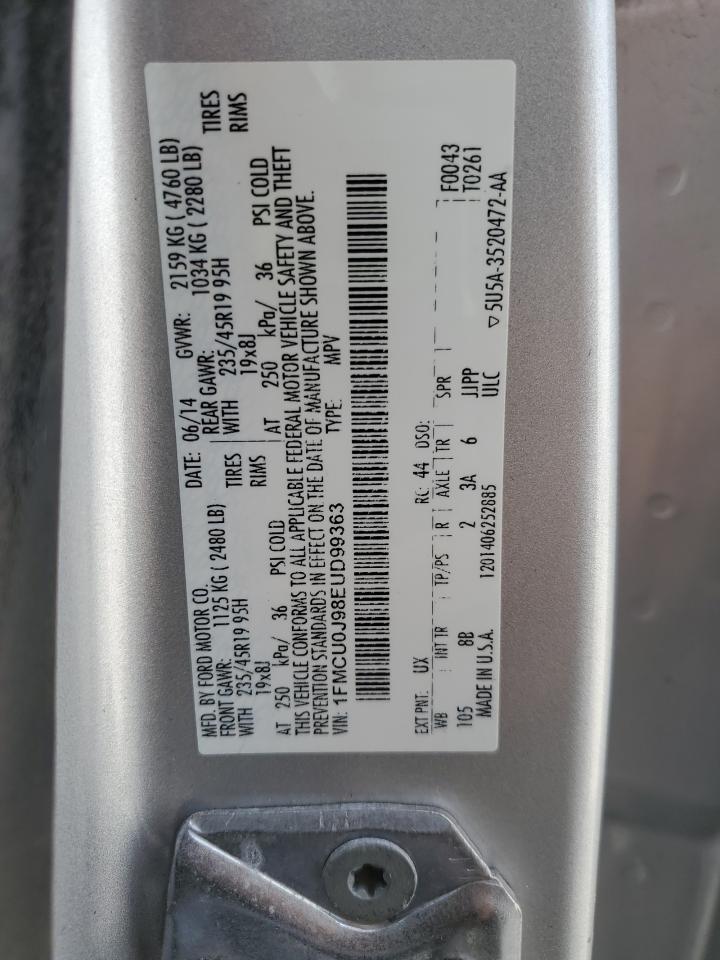 MFD. BY FORD MOTOR CO.
DATE: 06/14 GVWR: 2159 KG ( 4760 LB)
FRONT GAWR: 1125 KG ( 2480 LB)
REAR GAWR: 1034 KG ( 2280 LB)
WITH 235/45R19 95H TIRES
WITH 235/45R19 95H TIRES
19x8J RIMS
19x8J RIMS
AT 250 kPa/ 36 PSI COLD
AT 250 kPa/ 36 PSI COLD
THIS VEHICLE CONFORMS TO ALL APPLICABLE FEDERAL MOTOR VEHICLE SAFETY AND THEFT
PREVENTION STANDARDS IN EFFECT ON THE DATE OF MANUFACTURE SHOWN ABOVE.
VIN: 1FMCU0J98EUD99363 TYPE: MPV
EXT PNT: UX RC: 44 DSO: F0043
WB INT TR TP/PS R AXLE TR SPR T0261
105 8B 2 3A 6 JJPP
MADE IN U.S.A. 1201406252885 ULC
5U5A-3520472-AA